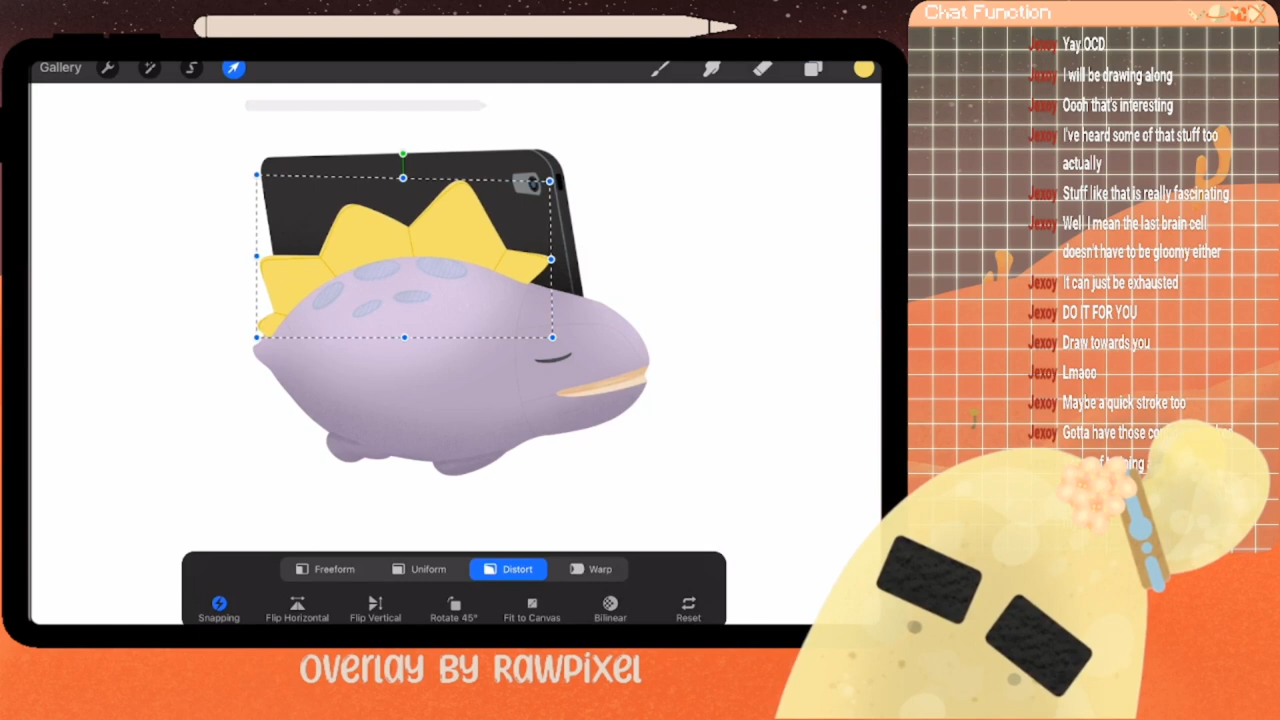 Chat Function
Gallery
Jexoy Yay OCD
Jexoy I will be drawing along
Jexoy Oooh that's interesting
Jexoy I've heard some of that stuff too
actually
Jexoy Stuff like that is really fascinating
Jexoy Well I mean the last brain cell
doesn't have to be gloomy either
Jexoy It can just be exhausted
Jexoy DO IT FOR YOU
Jexoy Draw towards you
Jexoy Lmaoo
Jexoy Maybe a quick stroke too
Jexoy Gotta have those
Freeform Uniform Distort Warp
Snapping Flip Horizontal Flip Vertical Rotate 45° Fit to Canvas Bilinear Reset
Overlay by Rawpixel